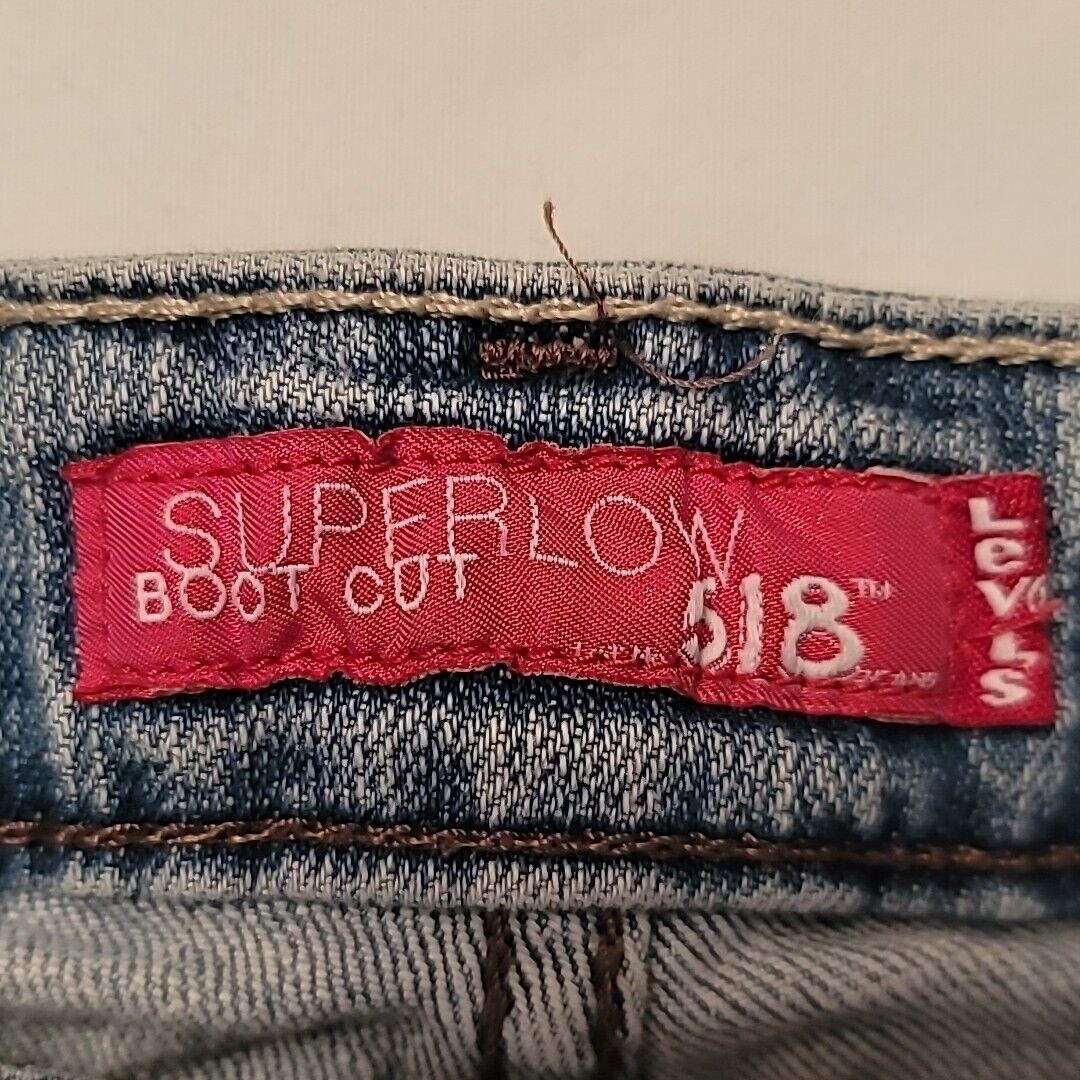 SUPERLOW
BOOT CUT
518™
LevI's